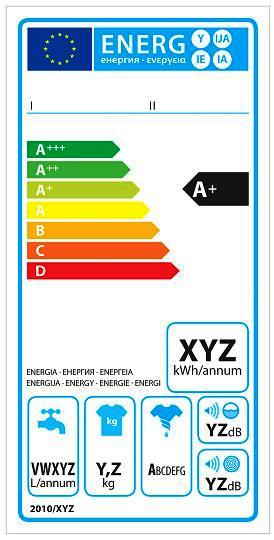 ENERG Y IJA
енергия · ενεργεια IE IA
I II
A+++
A++
A+ A+
A
B
C
D
XYZ
kWh/annum
ENERGIA · ЕНЕРГИЯ · ΕΝΕΡΓΕΙΑ
ENERGIJA · ENERGY · ENERGIE · ENERGI
kg
YZdB
VWXYZ Y,Z ABCDEFG
L/annum kg
YZdB
2010/XYZ